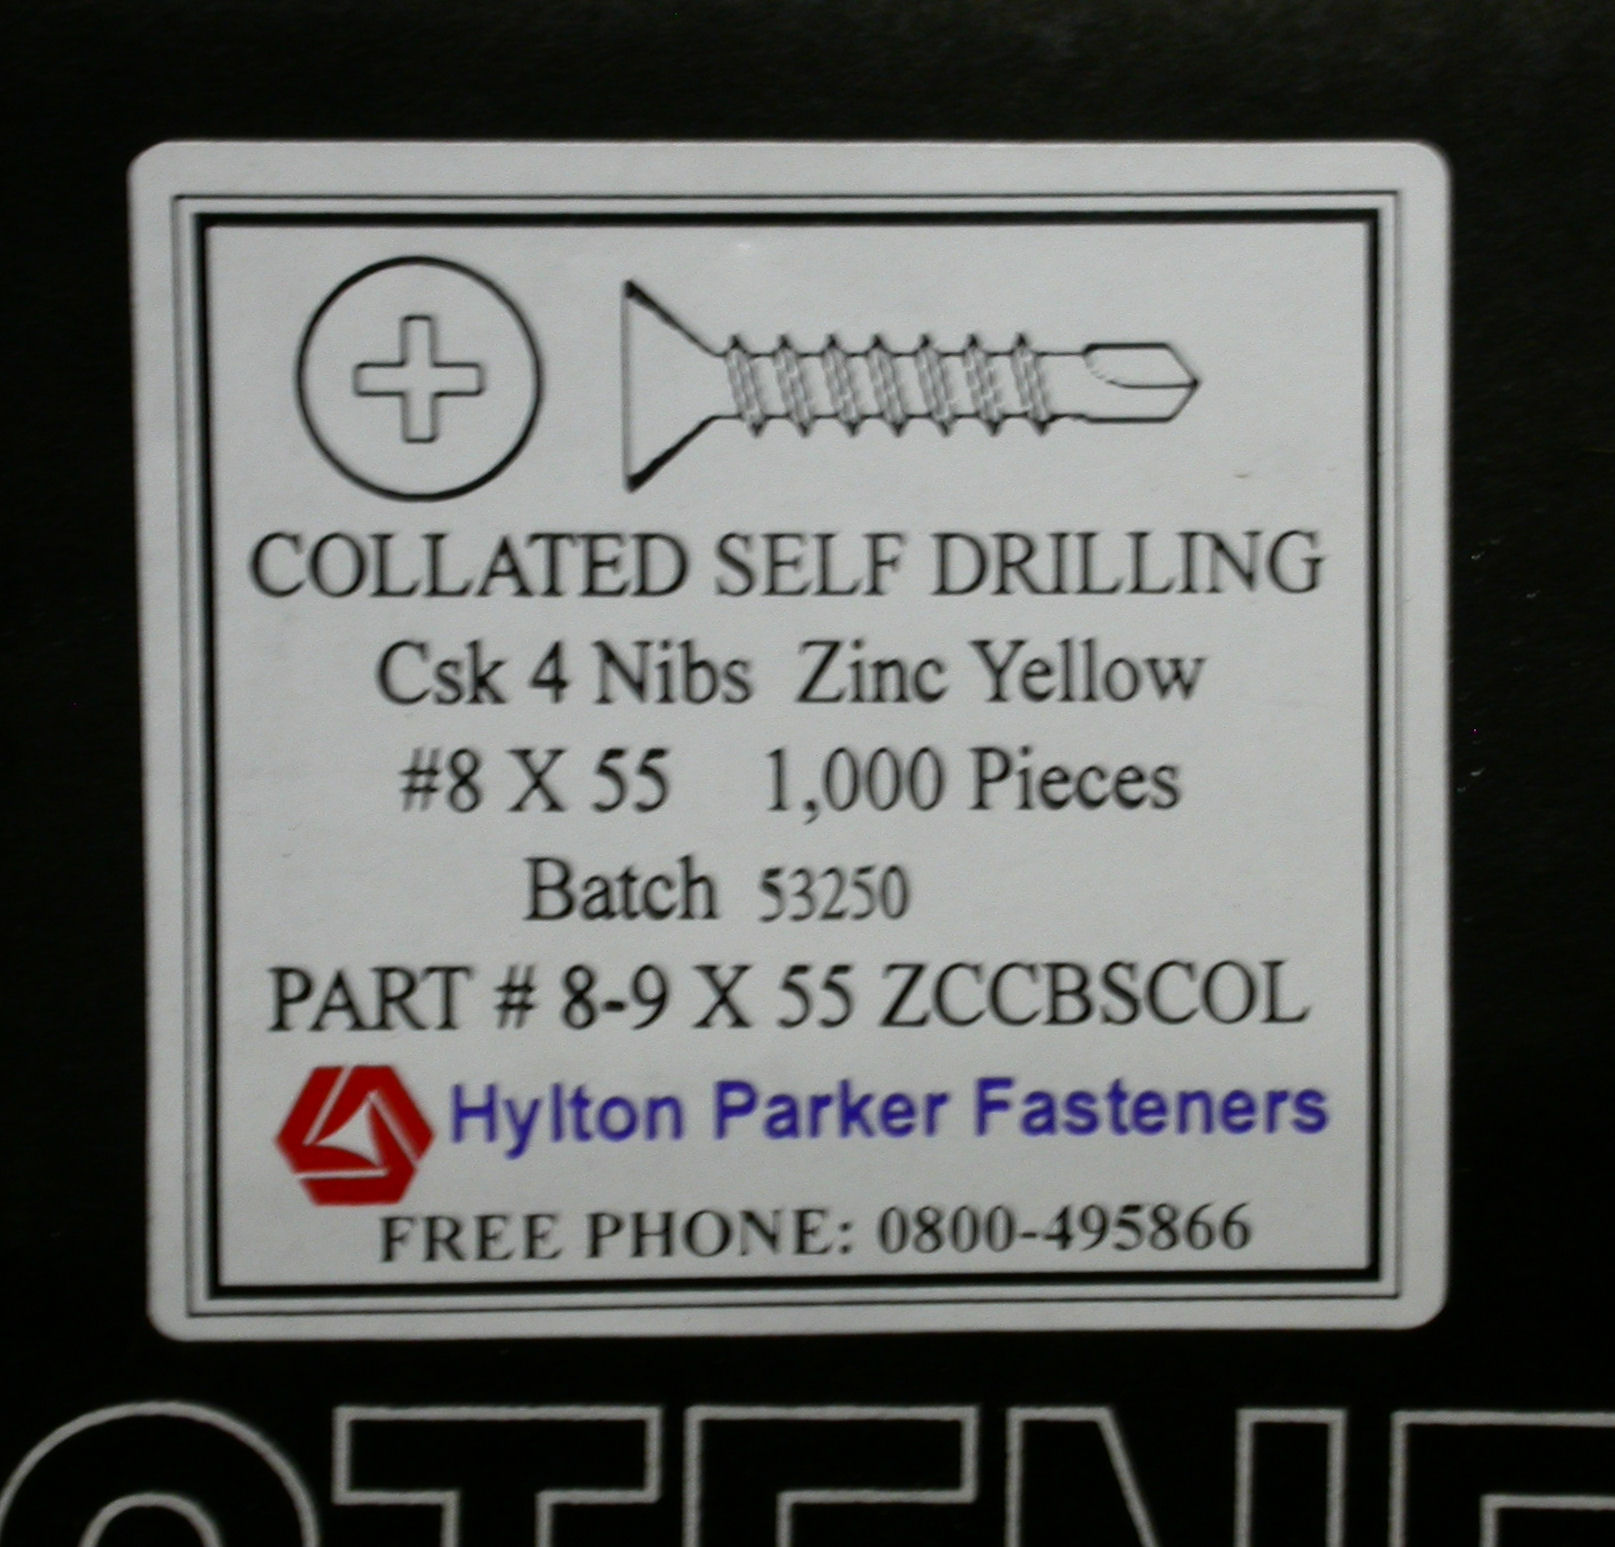 COLLATED SELF DRILLING
Csk 4 Nibs Zinc Yellow
#8 X 55 1,000 Pieces
Batch 53250
PART # 8-9 X 55 ZCCBSCOL
Hylton Parker Fasteners
FREE PHONE: 0800-495866